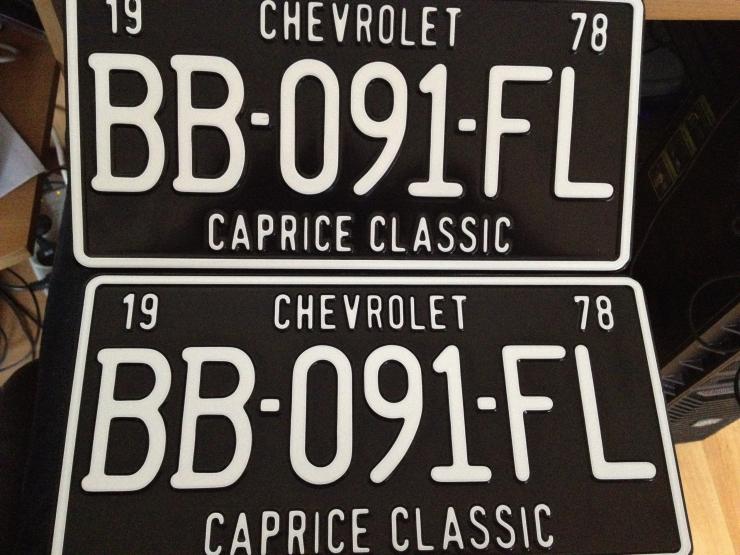 19 CHEVROLET 78
BB-091-FL
CAPRICE CLASSIC
19 CHEVROLET 78
BB-091-FL
CAPRICE CLASSIC